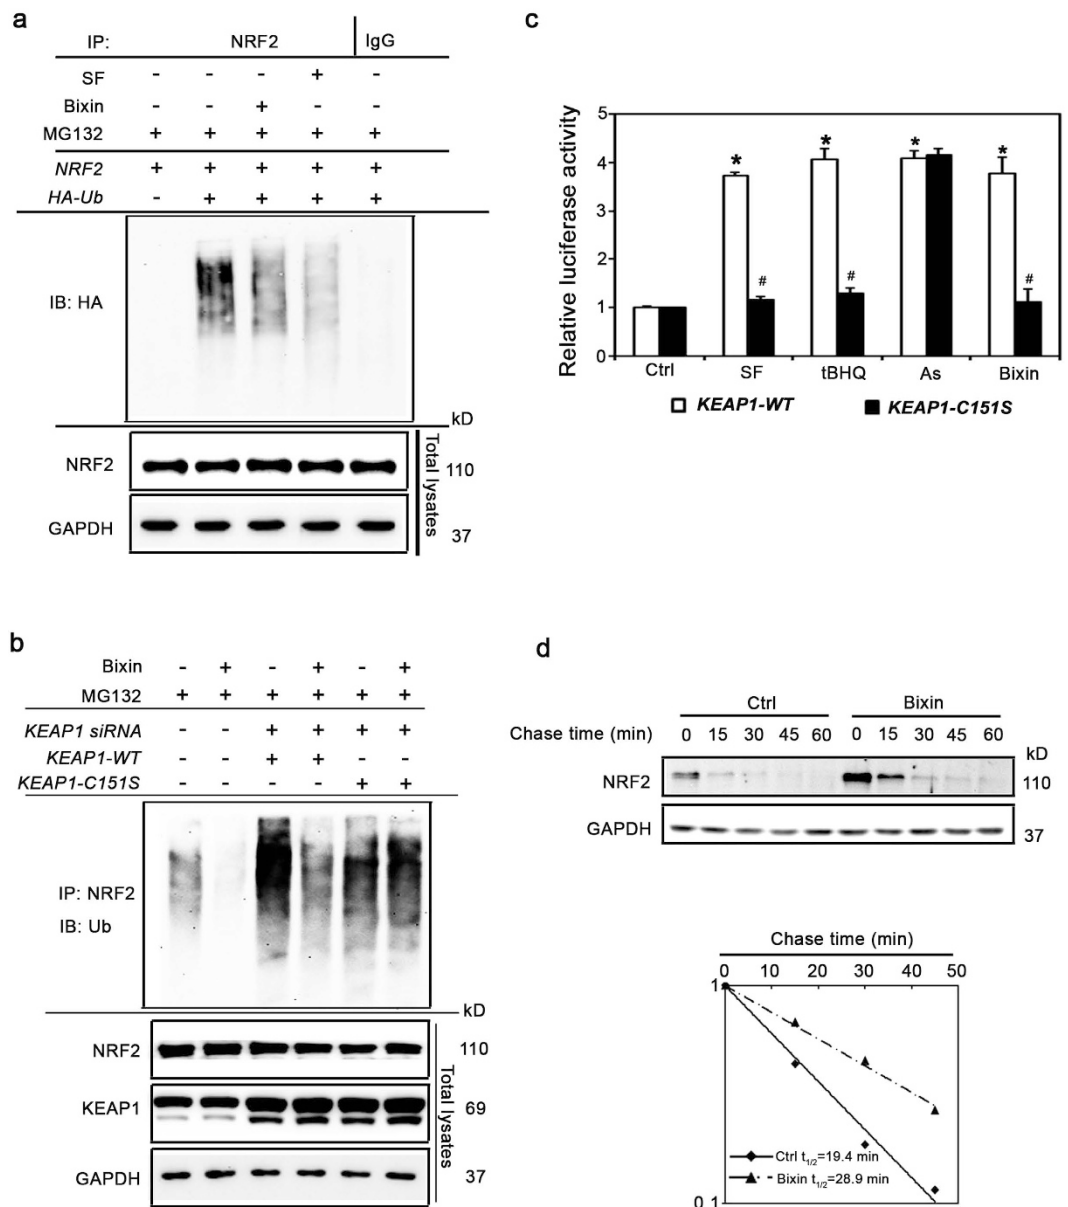 a
IP: NRF2 IgG
SF - - - + -
Bixin - - + - -
MG132 + + + + +
NRF2 + + + + +
HA-Ub - + + + +
IB: HA
kD
NRF2 110
GAPDH 37
Total lysates
c
Relative luciferase activity
5
4
3
2
1
0
* * * *
# # #
Ctrl SF tBHQ As Bixin
KEAP1-WT KEAP1-C151S
b
Bixin - + - + - +
MG132 + + + + + +
KEAP1 siRNA - - + + + +
KEAP1-WT - - + + - -
KEAP1-C151S - - - - + +
IP: NRF2
IB: Ub
kD
NRF2 110
KEAP1 69
GAPDH 37
Total lysates
d
Ctrl Bixin
Chase time (min) 0 15 30 45 60 0 15 30 45 60
kD
NRF2 110
GAPDH 37
Chase time (min)
0 10 20 30 40 50
1
Ctrl t1/2=19.4 min
Bixin t1/2=28.9 min
0.1